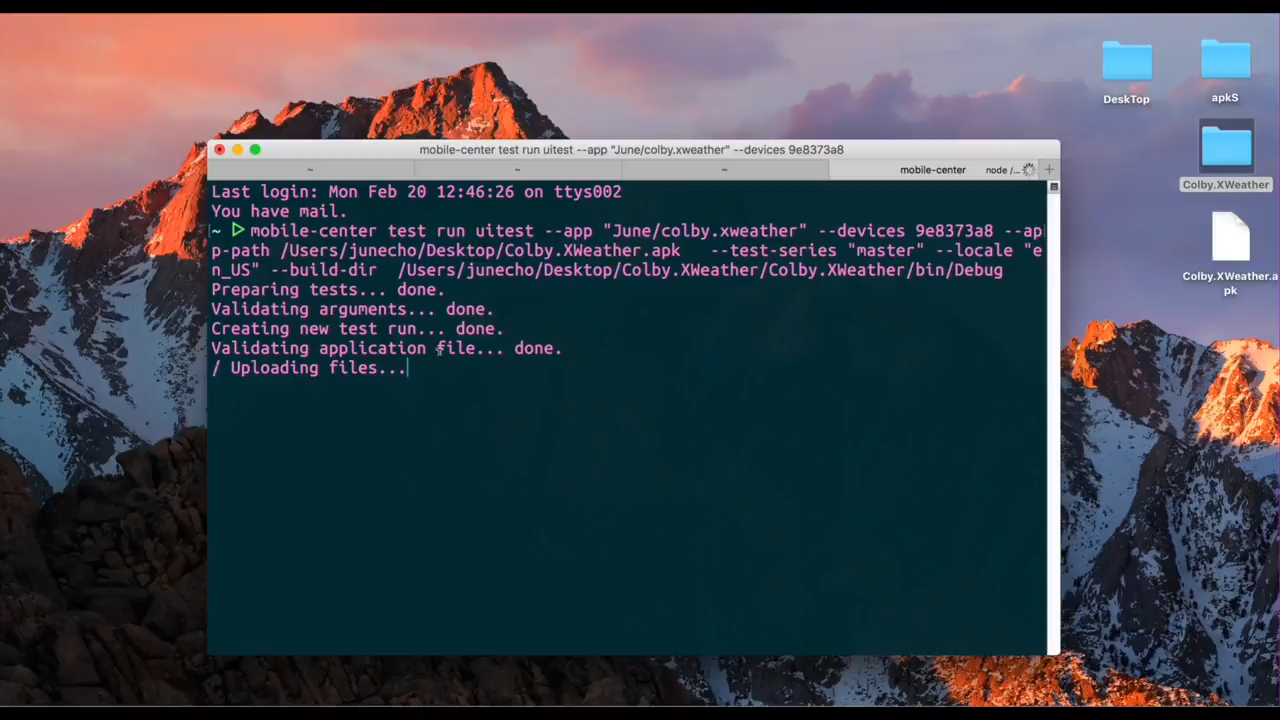 mobile-center test run uitest --app "June/colby.xweather" --devices 9e8373a8
~
~
~
mobile-center
node /...
Last login: Mon Feb 20 12:46:26 on ttys002
You have mail.
~ ▷ mobile-center test run uitest --app "June/colby.xweather" --devices 9e8373a8 --ap
p-path /Users/junecho/Desktop/Colby.XWeather.apk   --test-series "master" --locale "e
n_US" --build-dir  /Users/junecho/Desktop/Colby.XWeather/Colby.XWeather/bin/Debug
Preparing tests... done.
Validating arguments... done.
Creating new test run... done.
Validating application file... done.
/ Uploading files...
DeskTop
apkS
Colby.XWeather
Colby.XWeather.a
pk